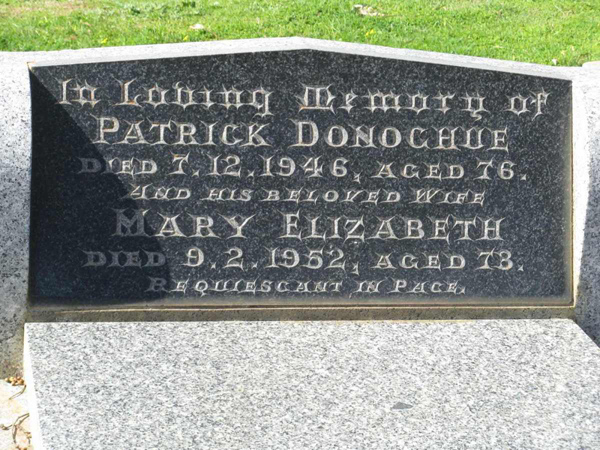 In Loving Memory of
PATRICK DONOGHUE
DIED 7.12.1946, AGED 76.
AND HIS BELOVED WIFE
MARY ELIZABETH
DIED 9.2.1952, AGED 73.
REQUIESCANT IN PACE.